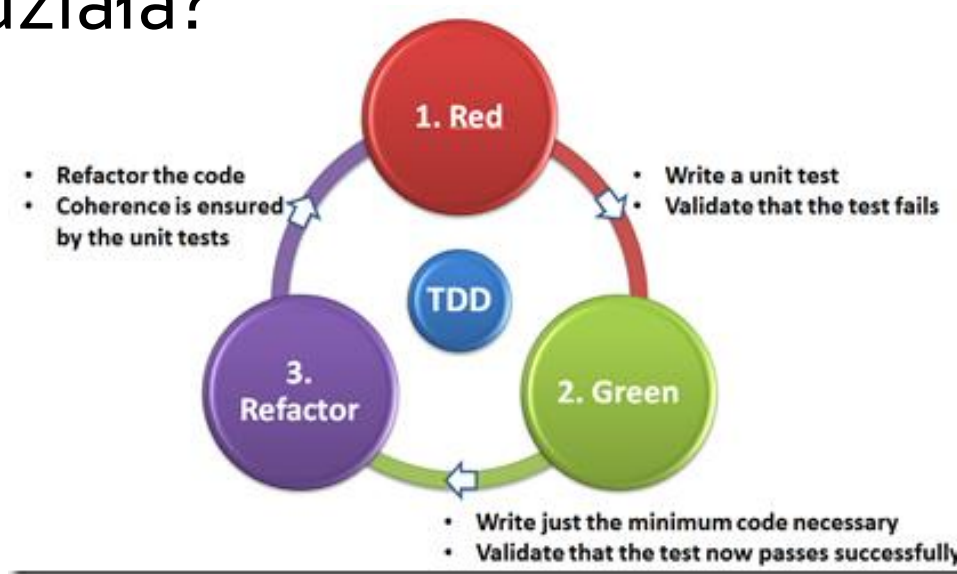 działa?
1. Red
• Refactor the code
• Coherence is ensured
by the unit tests
• Write a unit test
• Validate that the test fails
TDD
3.
Refactor
2. Green
• Write just the minimum code necessary
• Validate that the test now passes successfully